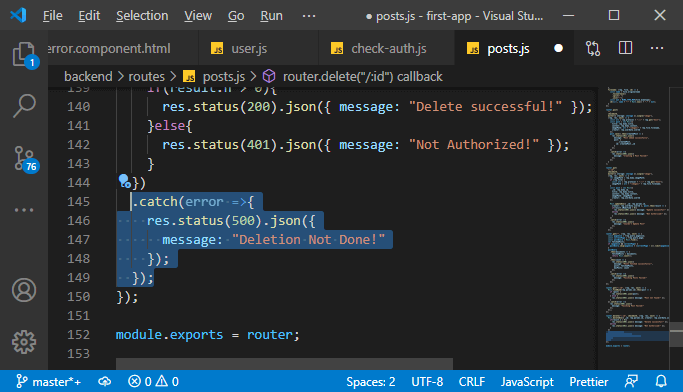 File Edit Selection View Go Run ··· posts.js - first-app - Visual Stu...
error.component.html JS user.js JS check-auth.js JS posts.js
backend > routes > JS posts.js > router.delete("/:id") callback
139 if(result.n > 0){
140 res.status(200).json({ message: "Delete successful!" });
141 }else{
142 res.status(401).json({ message: "Not Authorized!" });
143 }
144 })
145 .catch(error =>{
146 res.status(500).json({
147 message: "Deletion Not Done!"
148 });
149 });
150 });
151
152 module.exports = router;
153
1
76
master*+ 0 0 Spaces: 2 UTF-8 CRLF JavaScript Prettier